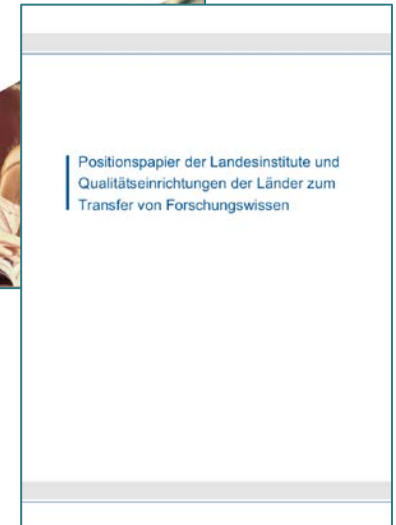 Positionspapier der Landesinstitute und
Qualitätseinrichtungen der Länder zum
Transfer von Forschungswissen